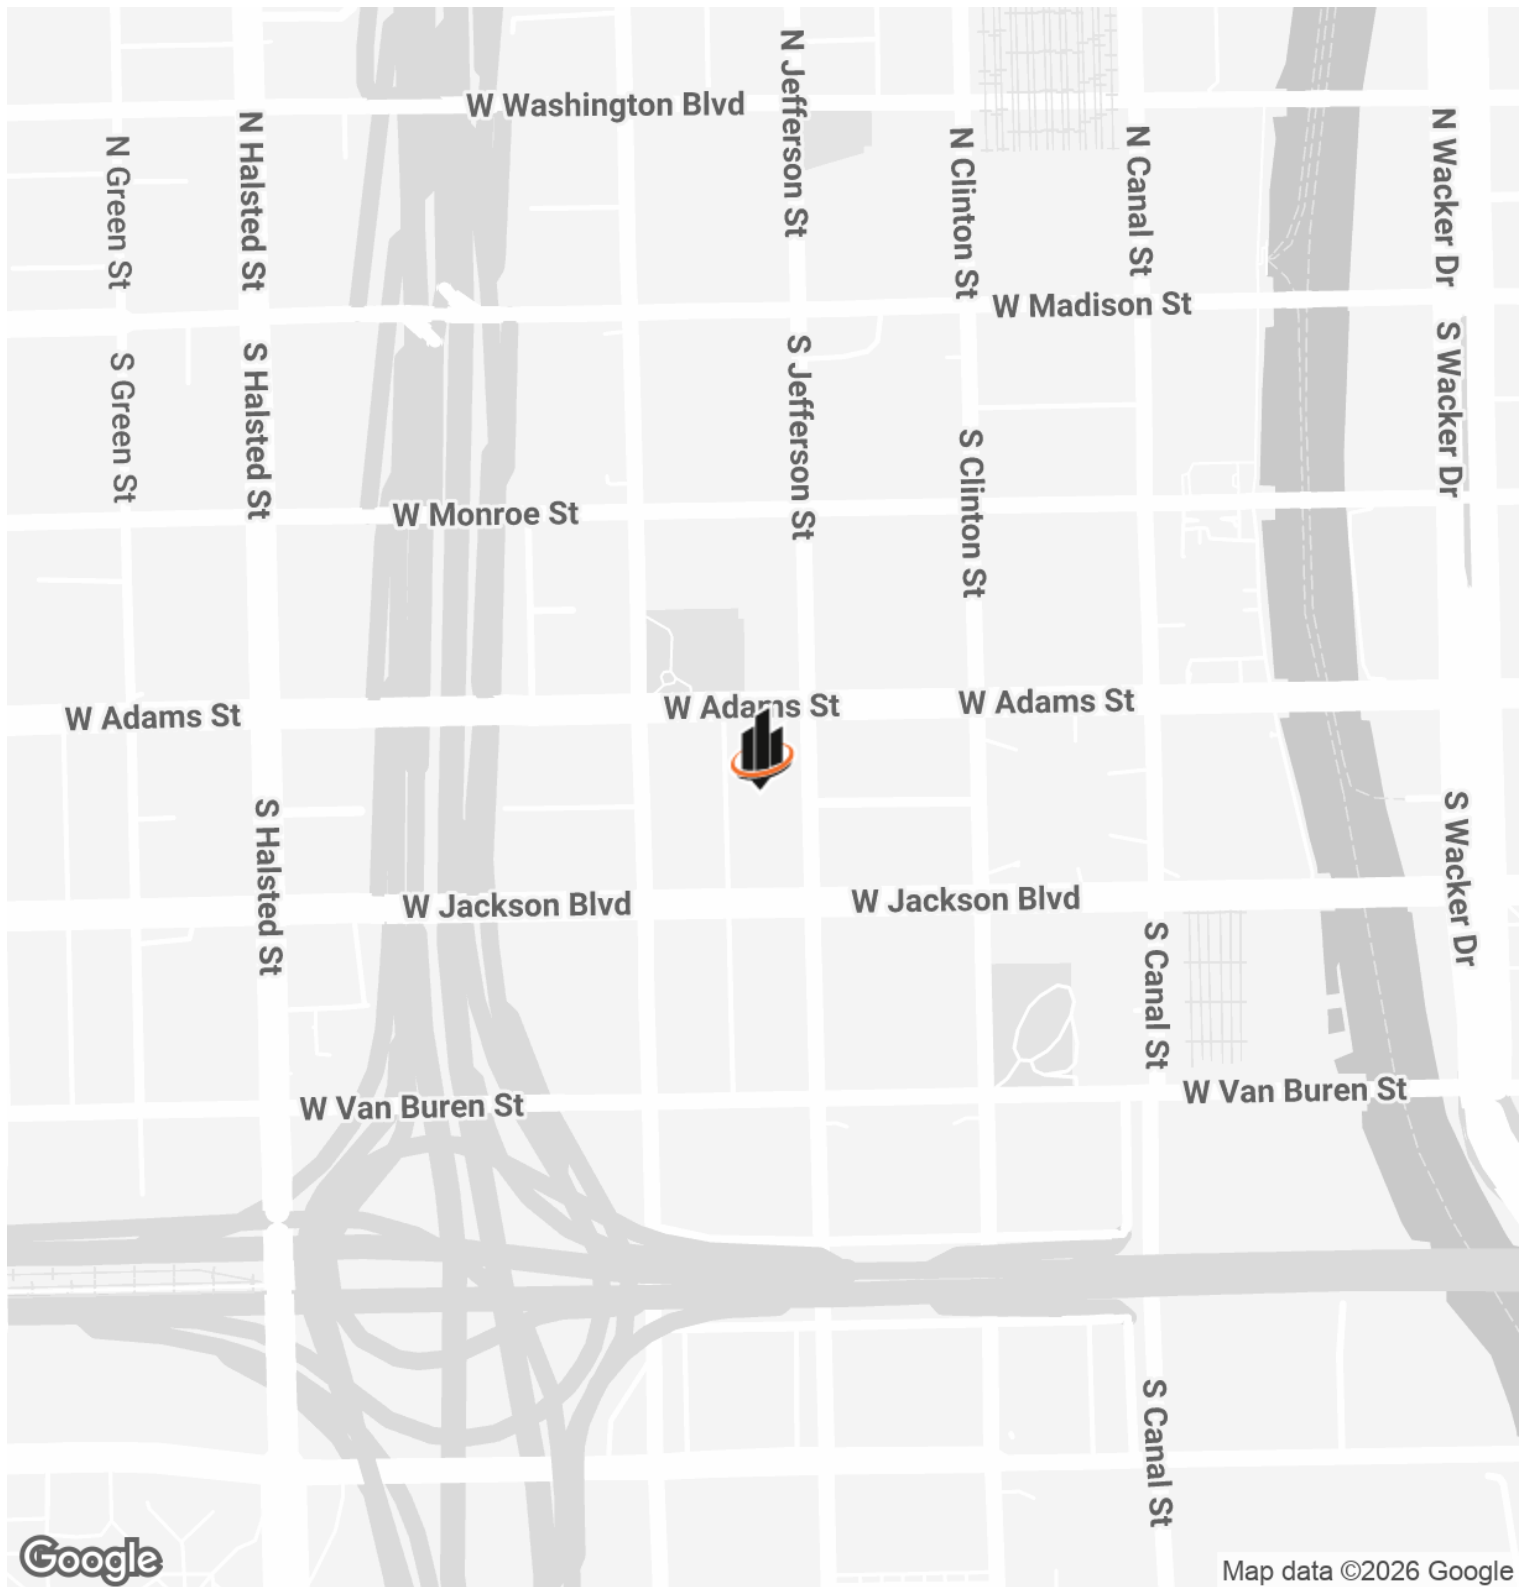 N Jefferson St
W Washington Blvd
N Halsted St
N Green St
N Clinton St
N Canal St
N Wacker Dr
W Madison St
S Wacker Dr
S Jefferson St
S Halsted St
S Green St
S Clinton St
W Monroe St
W Adams St
W Adams St
W Adams St
S Halsted St
S Wacker Dr
W Jackson Blvd
W Jackson Blvd
S Canal St
W Van Buren St
W Van Buren St
S Canal St
Google
Map data ©2026 Google